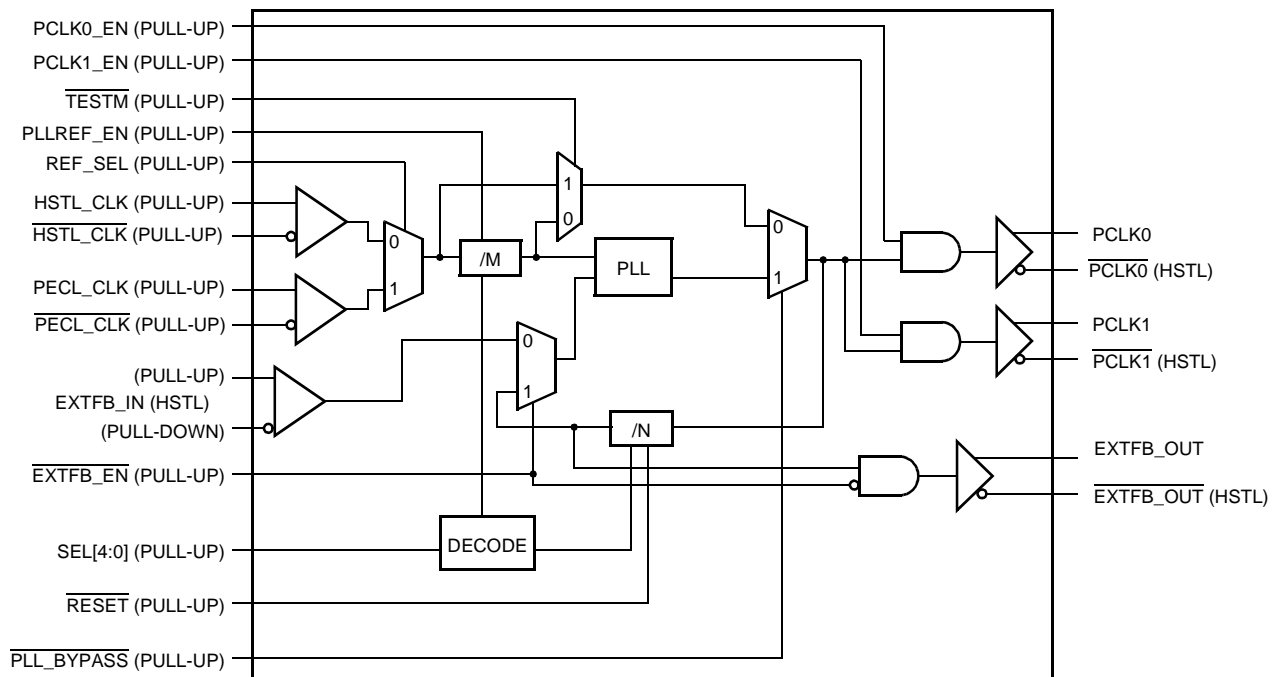 PCLK0_EN (PULL-UP)
PCLK1_EN (PULL-UP)
TESTM (PULL-UP)
PLLREF_EN (PULL-UP)
REF_SEL (PULL-UP)
HSTL_CLK (PULL-UP)
HSTL_CLK (PULL-UP)
PECL_CLK (PULL-UP)
PECL_CLK (PULL-UP)
(PULL-UP)
EXTFB_IN (HSTL)
(PULL-DOWN)
EXTFB_EN (PULL-UP)
SEL[4:0] (PULL-UP)
RESET (PULL-UP)
PLL_BYPASS (PULL-UP)
0
1
/M
1
0
PLL
0
1
0
1
/N
DECODE
PCLK0
PCLK0 (HSTL)
PCLK1
PCLK1 (HSTL)
EXTFB_OUT
EXTFB_OUT (HSTL)